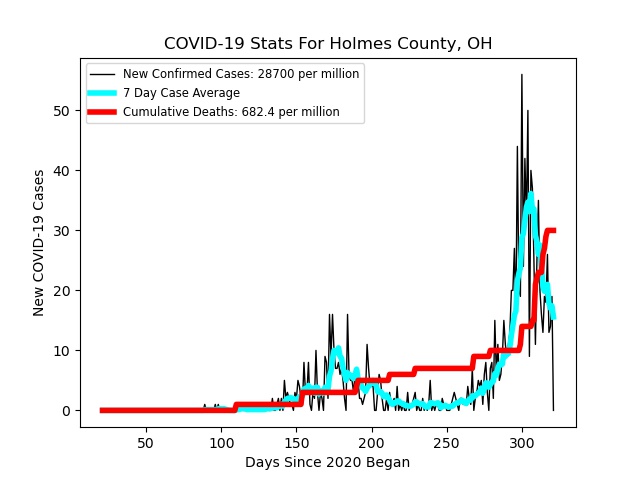 COVID-19 Stats For Holmes County, OH
New Confirmed Cases: 28700 per million
7 Day Case Average
Cumulative Deaths: 682.4 per million
New COVID-19 Cases
50
40
30
20
10
0
50 100 150 200 250 300
Days Since 2020 Began